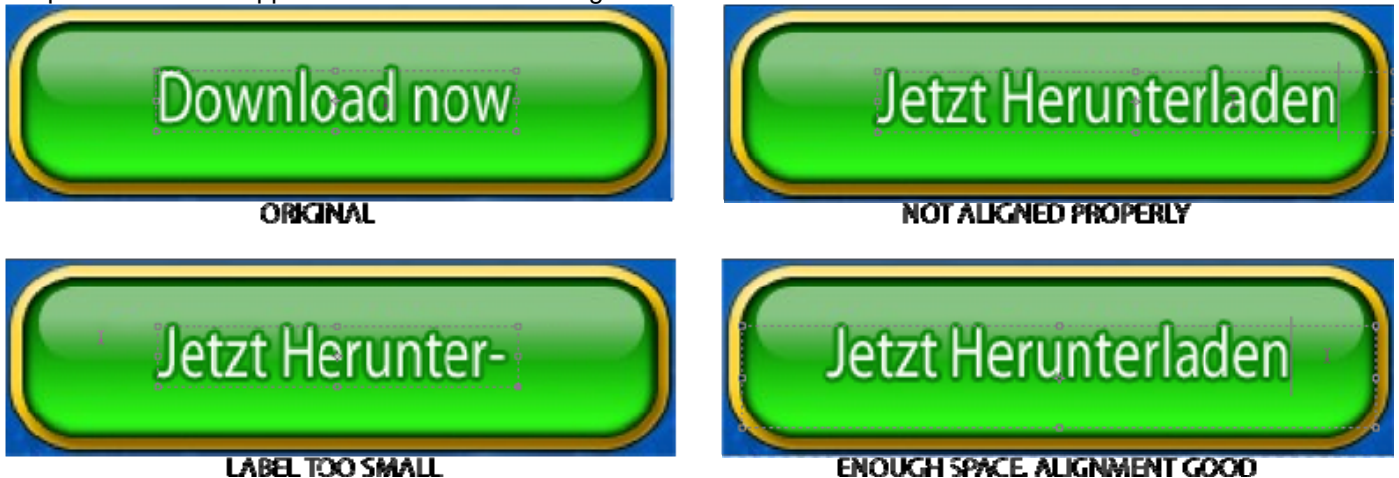 Download now
Jetzt Herunterladen
ORIGINAL
NOT ALIGNED PROPERLY
Jetzt Herunter-
Jetzt Herunterladen
LABEL TOO SMALL
ENOUGH SPACE, ALIGNMENT GOOD